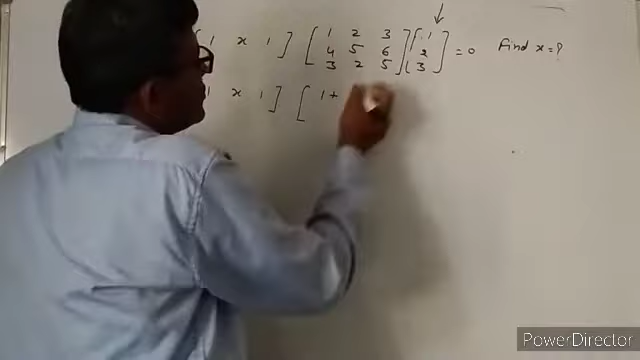 [ 1 x 1 ] [ 1 2 3 ] [ 1 ] = 0 Find x = ?
4 5 6 2
3 2 5 3
1 x 1 ] [ 1 +
PowerDirector